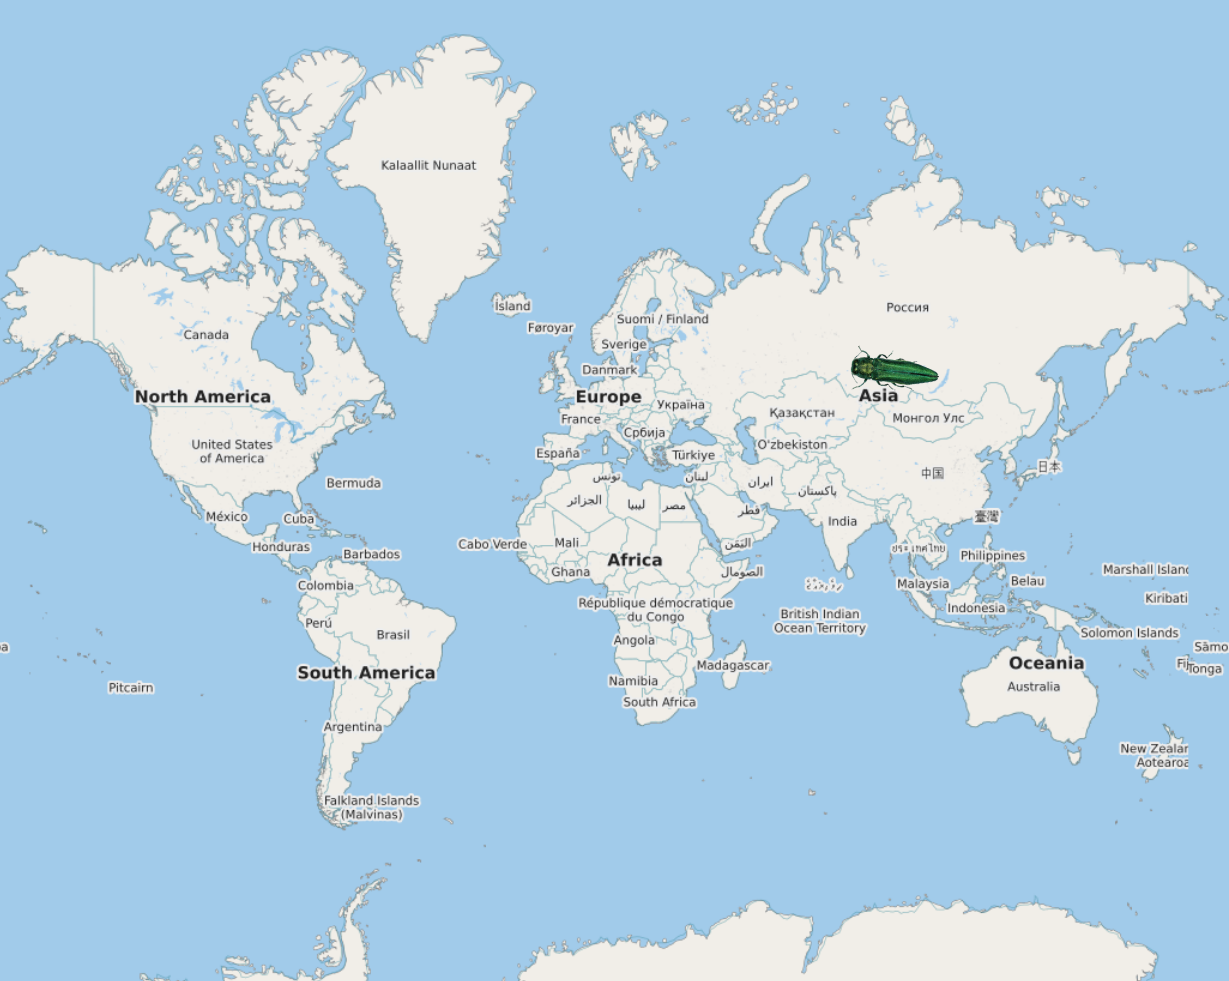 Kalaallit Nunaat
Россия
Ísland
Føroyar
Suomi / Finland
Sverige
Danmark
Canada
North America
Europe
Asia
Україна
Қазақстан
Монгол Улс
France
Србија
United States
of America
España
Türkiye
O'zbekiston
中国
日本
Bermuda
تونس
لبنان
ایران
پاکستان
México
Cuba
الجزائر
ليبيا
مصر
قطر
India
臺灣
Honduras
Barbados
Cabo Verde
Mali
اليَمَن
ประเทศไทย
Philippines
Africa
Colombia
Ghana
الصومال
Malaysia
Belau
Marshall Islanc
République démocratique
du Congo
British Indian
Ocean Territory
Indonesia
Kiribati
Perú
Brasil
Angola
Solomon Islands
Sāmo
South America
Namibia
Madagascar
Oceania
Fij
Tonga
Pitcairn
South Africa
Australia
Argentina
New Zealar
Aotearoa
Falkland Islands
(Malvinas)